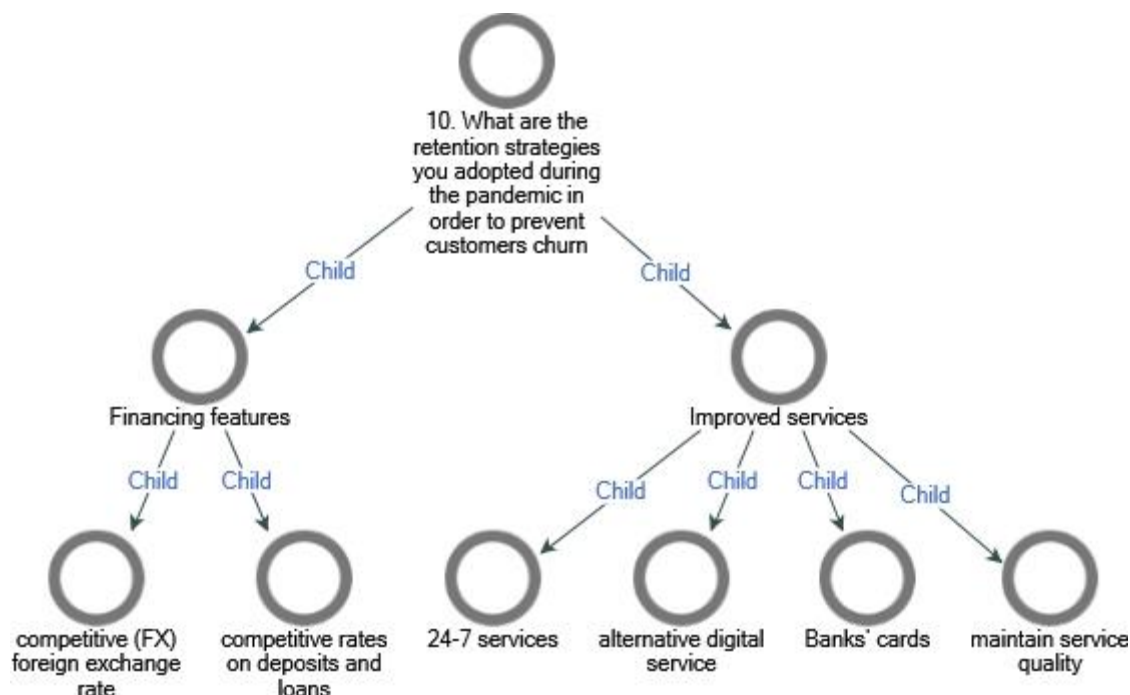 10. What are the
retention strategies
you adopted during
the pandemic in
order to prevent
customers churn
Child
Child
Financing features
Improved services
Child
Child
Child
Child
Child
Child
competitive (FX)
foreign exchange
rate
competitive rates
on deposits and
loans
24-7 services
alternative digital
service
Banks' cards
maintain service
quality